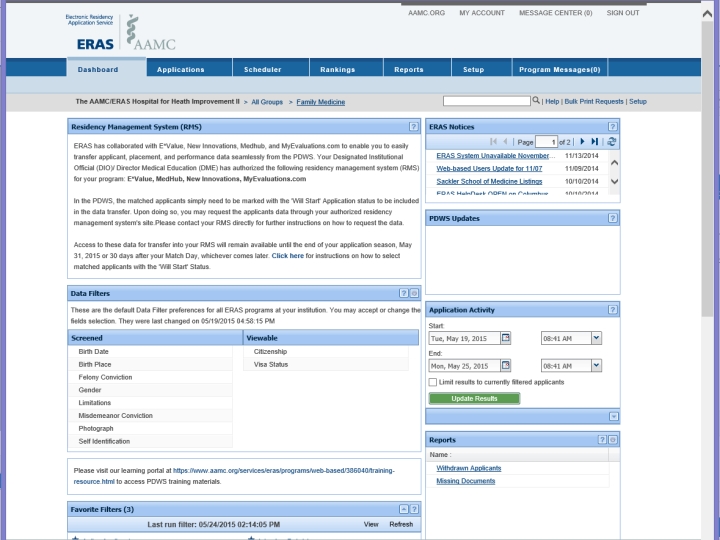 AAMC.ORG MY ACCOUNT MESSAGE CENTER (0) SIGN OUT
Electronic Residency
Application Service
ERAS AAMC
Dashboard Applications Scheduler Rankings Reports Setup Program Messages(0)
The AAMC/ERAS Hospital for Heath Improvement II > All Groups > Family Medicine
| Help | Bulk Print Requests | Setup
Residency Management System (RMS) ?
ERAS has collaborated with E*Value, New Innovations, Medhub, and MyEvaluations.com to enable you to easily
transfer applicant, placement, and performance data seamlessly from the PDWS. Your Designated Institutional
Official (DIO)/ Director Medical Education (DME) has authorized the following residency management system (RMS)
for your program: E*Value, MedHub, New Innovations, MyEvaluations.com
In the PDWS, the matched applicants simply need to be marked with the 'Will Start' Application status to be included
in the data transfer. Upon doing so, you may request the applicants data through your authorized residency
management system's site.Please contact your RMS directly for further instructions on how to request the data.
Access to these data for transfer into your RMS will remain available until the end of your application season, May
31, 2015 or 30 days after your Match Day, whichever comes later. Click here for instructions on how to select
matched applicants with the 'Will Start' Status.
Data Filters ?
These are the default Data Filter preferences for all ERAS programs at your institution. You may accept or change the
fields selection. They were last changed on 05/19/2015 04:58:15 PM
Screened Viewable
Birth Date Citizenship
Birth Place Visa Status
Felony Conviction
Gender
Limitations
Misdemeanor Conviction
Photograph
Self Identification
Please visit our learning portal at https://www.aamc.org/services/eras/programs/web-based/386040/training-
resource.html to access PDWS training materials.
Favorite Filters (3) ?
Last run filter: 05/24/2015 02:14:05 PM View Refresh
ERAS Notices ?
Page 1 of 2
ERAS System Unavailable November... 11/13/2014
Web-based Users Update for 11/07 11/09/2014
Sackler School of Medicine Listings 10/10/2014
ERAS HelpDesk OPEN on Columbus 10/10/2014
PDWS Updates ?
Application Activity ?
Start:
Tue, May 19, 2015 08:41 AM
End:
Mon, May 25, 2015 08:41 AM
Limit results to currently filtered applicants
Update Results
Reports ?
Name :
Withdrawn Applicants
Missing Documents